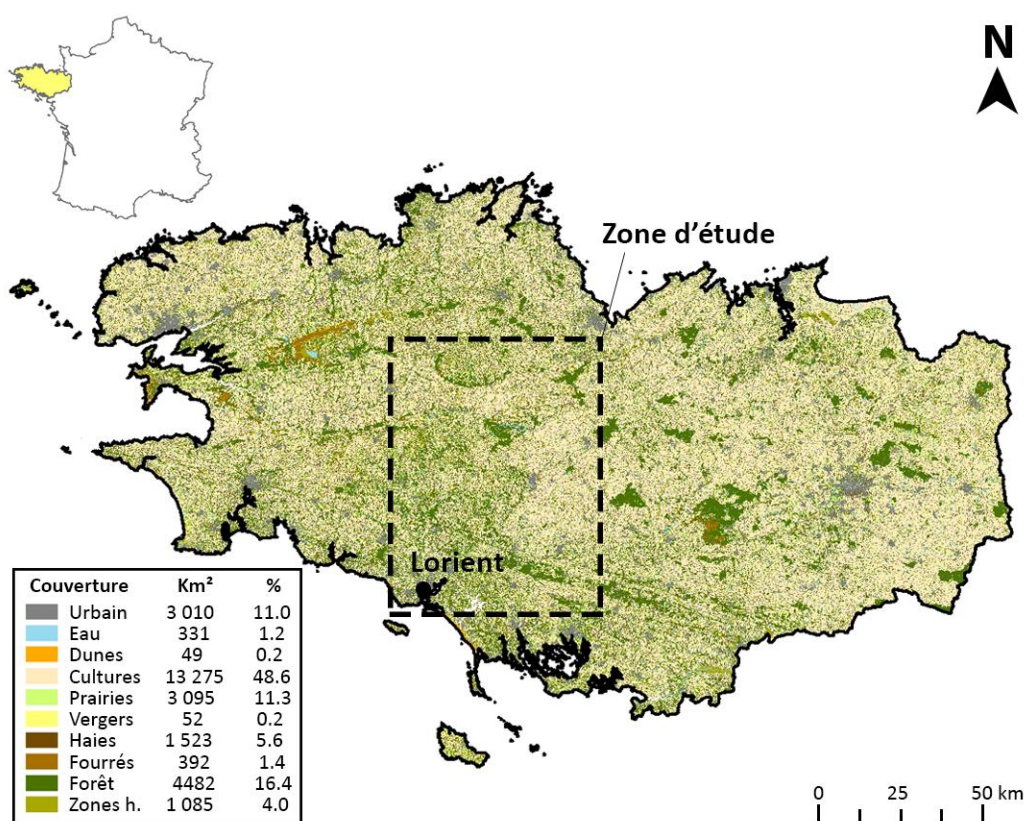 N
Zone d'étude
Lorient
Couverture Km² %
Urbain 3 010 11.0
Eau 331 1.2
Dunes 49 0.2
Cultures 13 275 48.6
Prairies 3 095 11.3
Vergers 52 0.2
Haies 1 523 5.6
Fourrés 392 1.4
Forêt 4482 16.4
Zones h. 1 085 4.0
0 25 50 km